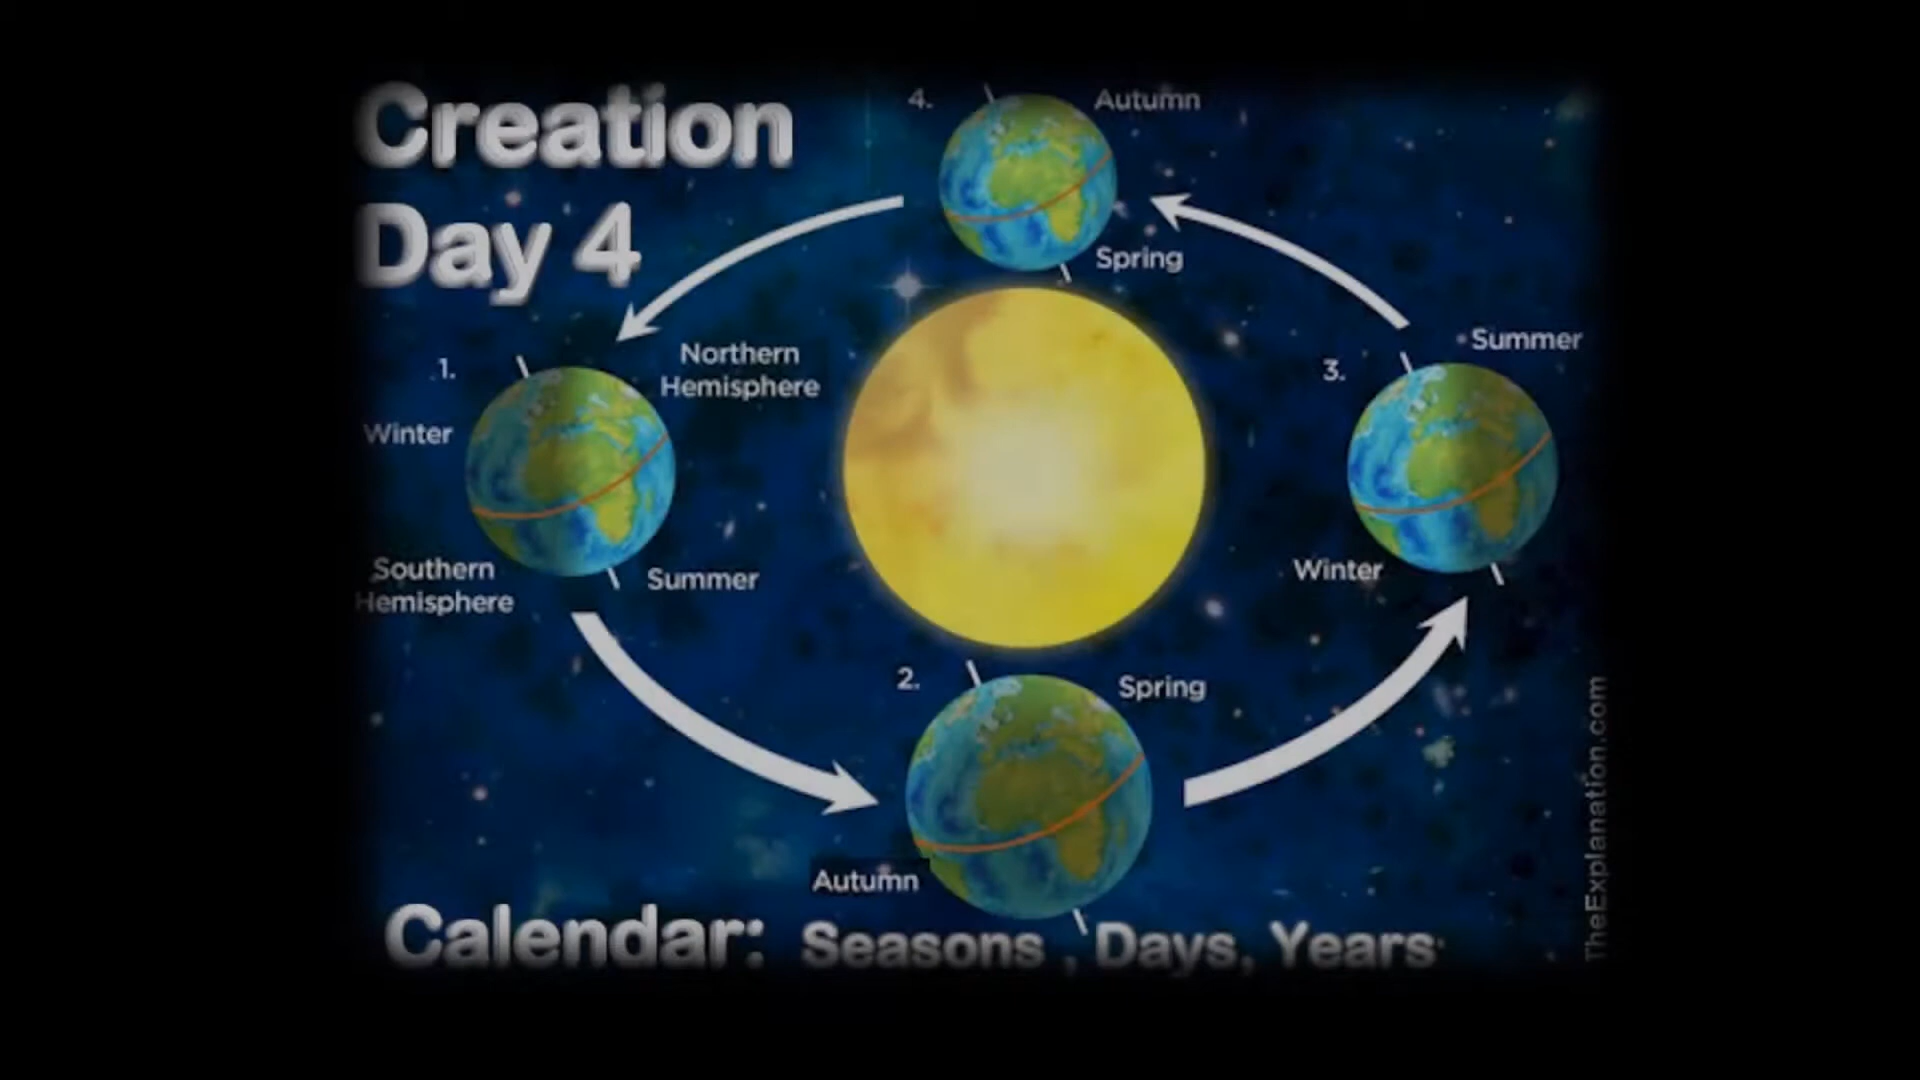 Creation
Day 4
4.
Autumn
Spring
Northern
Hemisphere
1.
Winter
Southern
Hemisphere
Summer
3.
Summer
Winter
2.
Spring
Autumn
Calendar: Seasons , Days, Years
TheExplanation.com